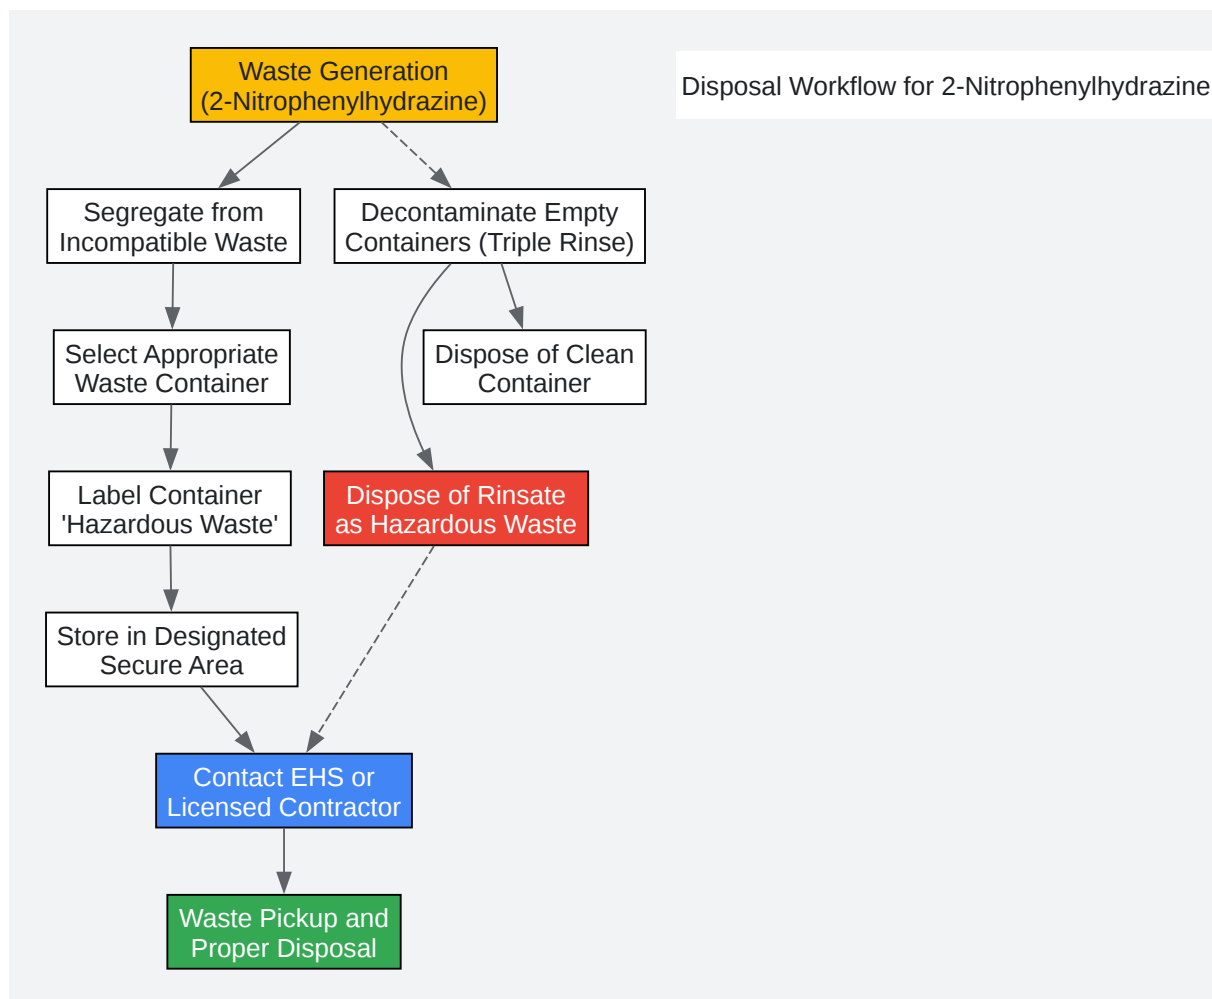 Waste Generation
(2-Nitrophenylhydrazine)
Disposal Workflow for 2-Nitrophenylhydrazine
Segregate from
Incompatible Waste
Decontaminate Empty
Containers (Triple Rinse)
Select Appropriate
Waste Container
Dispose of Clean
Container
Label Container
'Hazardous Waste'
Dispose of Rinsate
as Hazardous Waste
Store in Designated
Secure Area
Contact EHS or
Licensed Contractor
Waste Pickup and
Proper Disposal